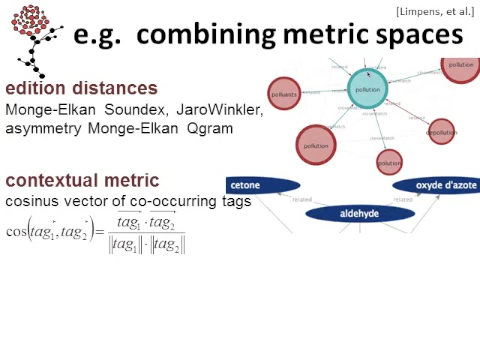 [Limpens, et al.]
e.g. combining metric spaces
edition distances
Monge-Elkan Soundex, JaroWinkler,
asymmetry Monge-Elkan Qgram
contextual metric
cosinus vector of co-occurring tags
cos(tag1, tag2) = tag1 · tag2 / ‖tag1‖ · ‖tag2‖
pollution
pollutants
pollution
pollution
depollution
pollution
cetone
oxyde d'azote
related
aldehyde
related